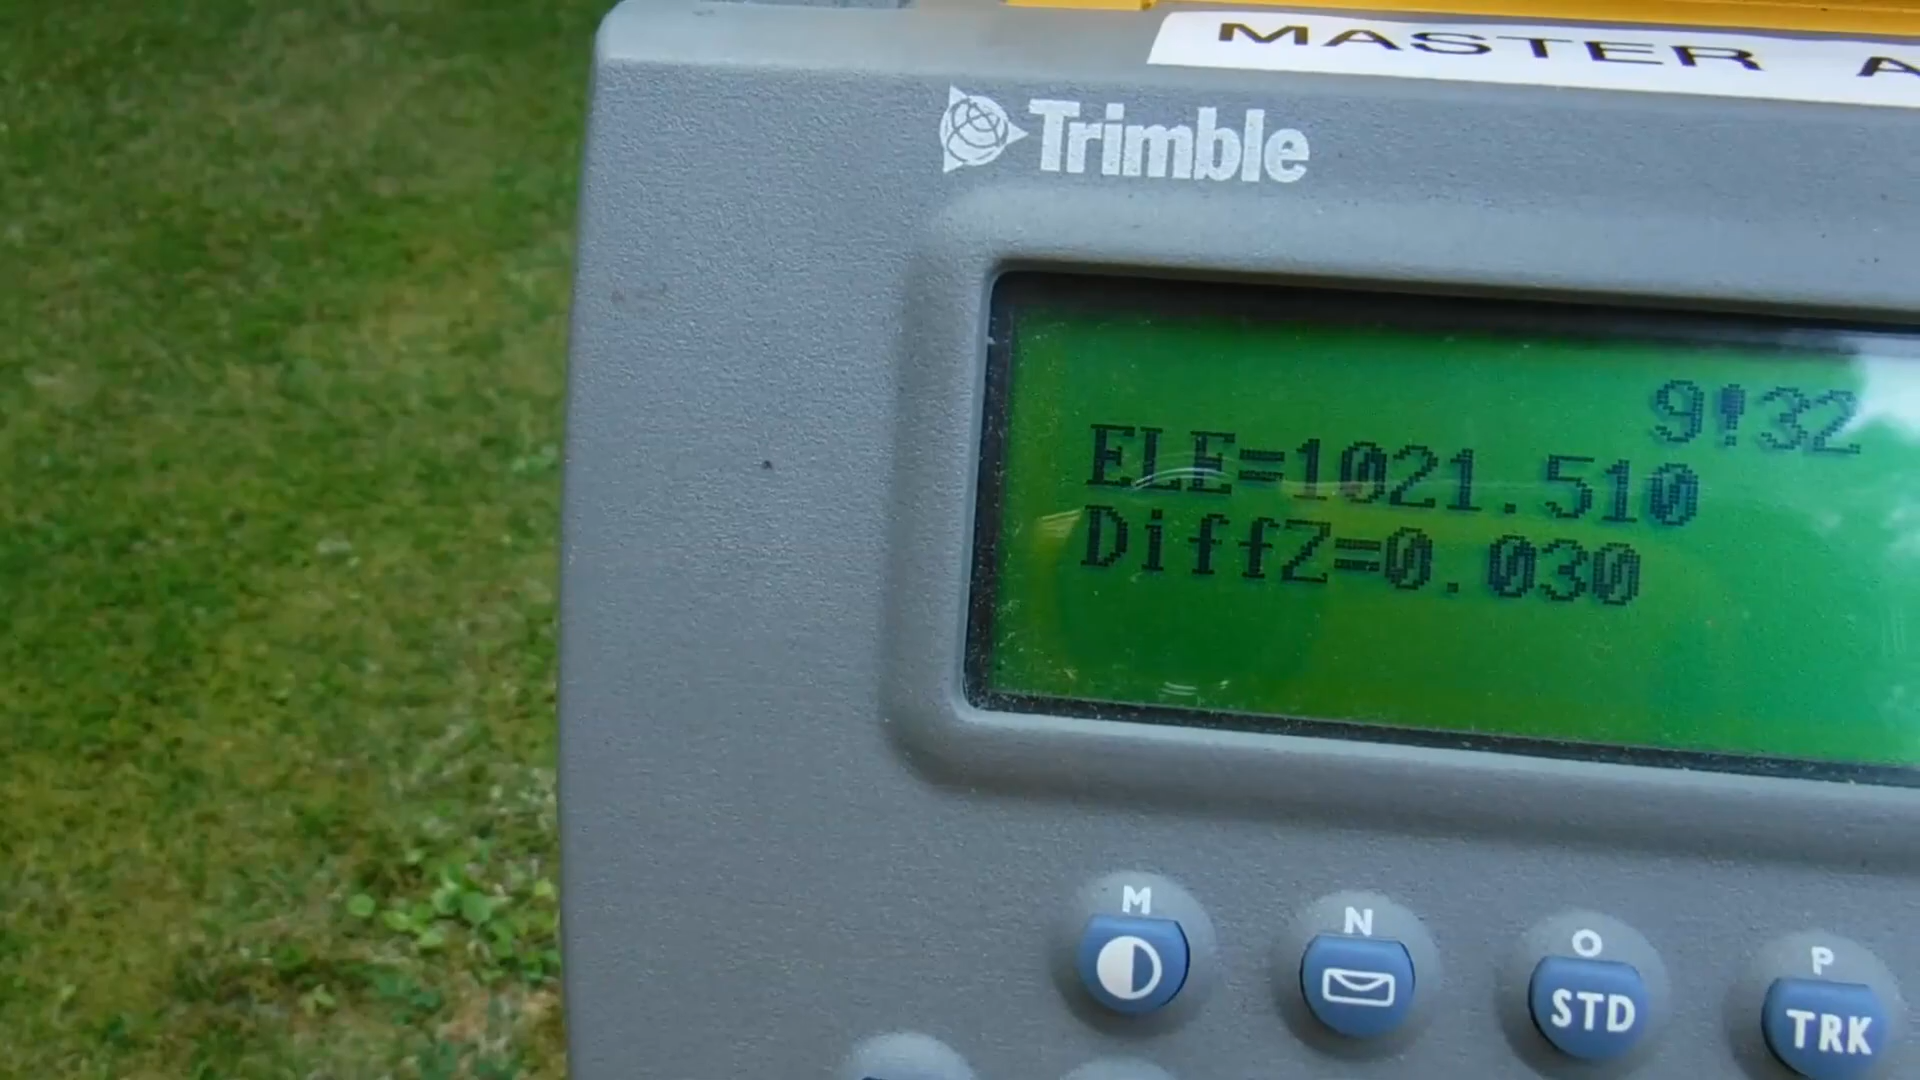 MASTER A
Trimble
9!32
ELE=1021.510
DiffZ=0.030
M
N
O
P
STD
TRK